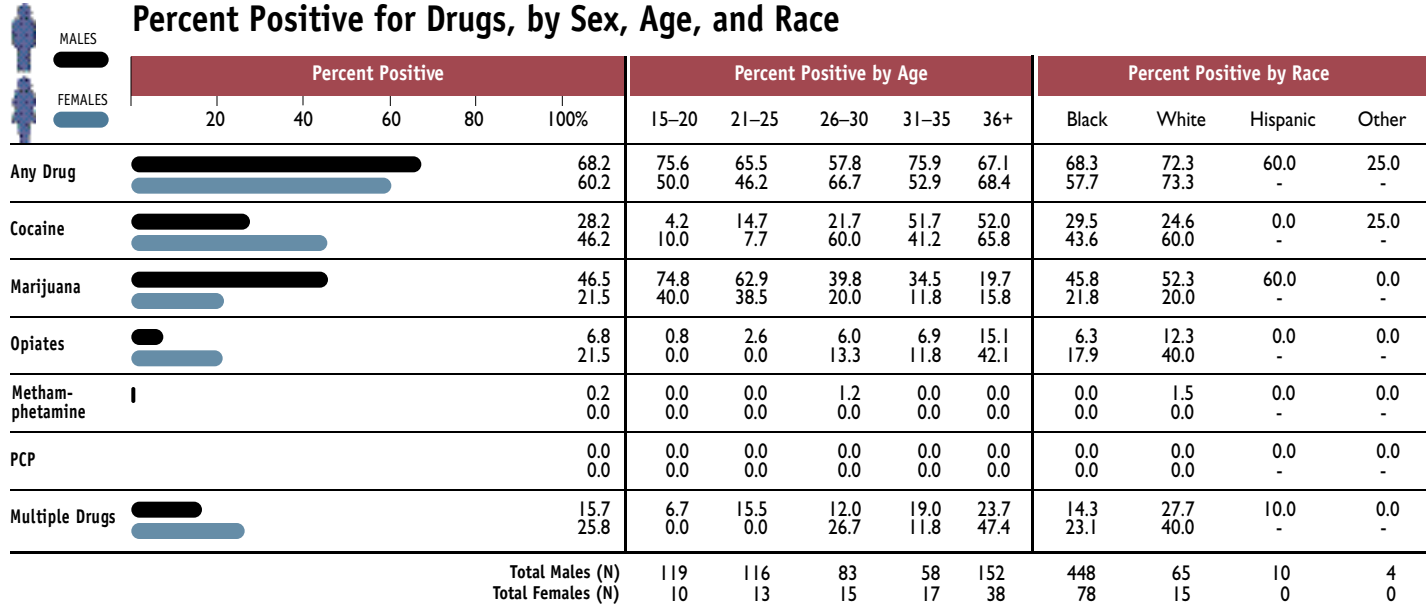 Percent Positive for Drugs, by Sex, Age, and Race
MALES
FEMALES
Percent Positive Percent Positive by Age Percent Positive by Race
20 40 60 80 100% 15–20 21–25 26–30 31–35 36+ Black White Hispanic Other
Any Drug
68.2 75.6 65.5 57.8 75.9 67.1 68.3 72.3 60.0 25.0
60.2 50.0 46.2 66.7 52.9 68.4 57.7 73.3 - -
Cocaine
28.2 4.2 14.7 21.7 51.7 52.0 29.5 24.6 0.0 25.0
46.2 10.0 7.7 60.0 41.2 65.8 43.6 60.0 - -
Marijuana
46.5 74.8 62.9 39.8 34.5 19.7 45.8 52.3 60.0 0.0
21.5 40.0 38.5 20.0 11.8 15.8 21.8 20.0 - -
Opiates
6.8 0.8 2.6 6.0 6.9 15.1 6.3 12.3 0.0 0.0
21.5 0.0 0.0 13.3 11.8 42.1 17.9 40.0 - -
Metham-
phetamine
0.2 0.0 0.0 1.2 0.0 0.0 0.0 1.5 0.0 0.0
0.0 0.0 0.0 0.0 0.0 0.0 0.0 0.0 - -
PCP
0.0 0.0 0.0 0.0 0.0 0.0 0.0 0.0 0.0 0.0
0.0 0.0 0.0 0.0 0.0 0.0 0.0 0.0 - -
Multiple Drugs
15.7 6.7 15.5 12.0 19.0 23.7 14.3 27.7 10.0 0.0
25.8 0.0 0.0 26.7 11.8 47.4 23.1 40.0 - -
Total Males (N) 119 116 83 58 152 448 65 10 4
Total Females (N) 10 13 15 17 38 78 15 0 0